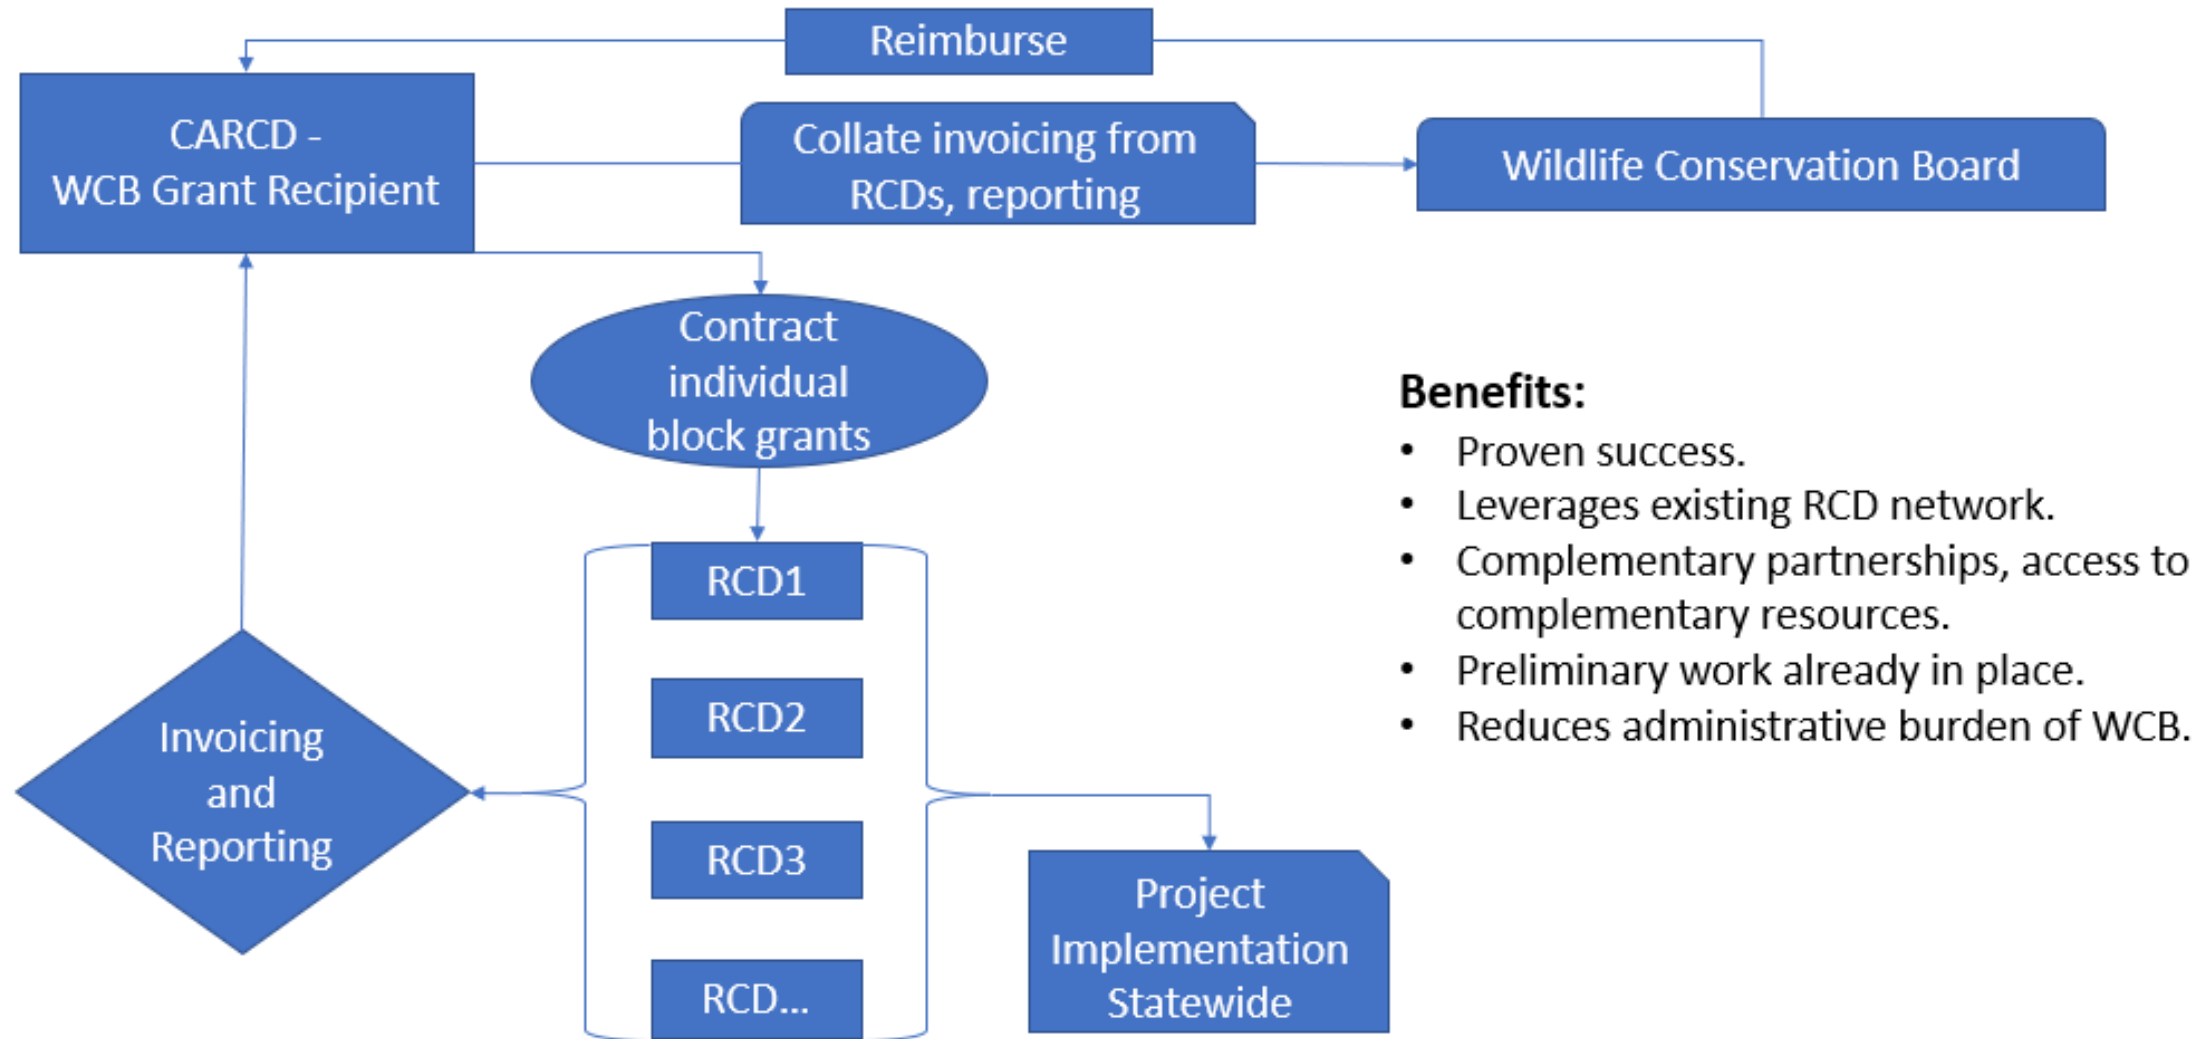 Reimburse
CARCD -
WCB Grant Recipient
Collate invoicing from
RCDs, reporting
Wildlife Conservation Board
Contract
individual
block grants
RCD1
RCD2
RCD3
RCD...
Invoicing
and
Reporting
Project
Implementation
Statewide
Benefits:
• Proven success.
• Leverages existing RCD network.
• Complementary partnerships, access to
complementary resources.
• Preliminary work already in place.
• Reduces administrative burden of WCB.